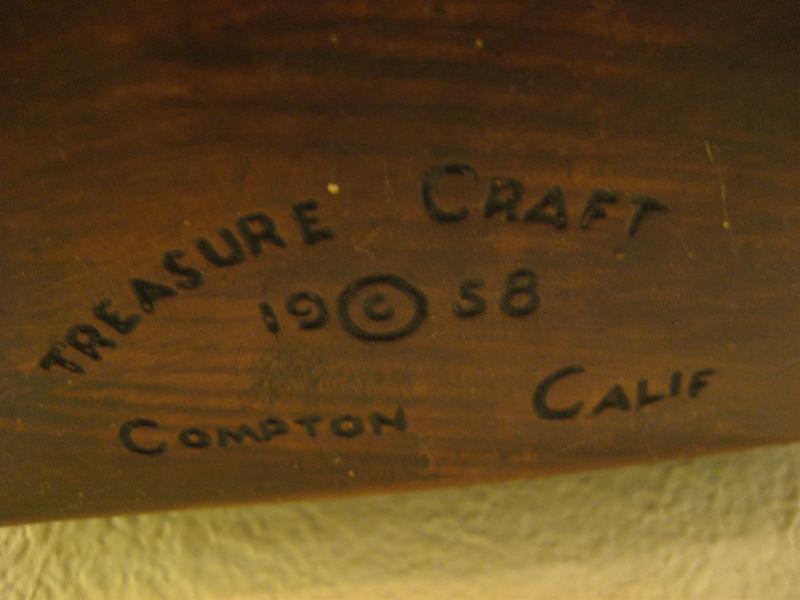 TREASURE CRAFT
19 © 58
COMPTON CALIF